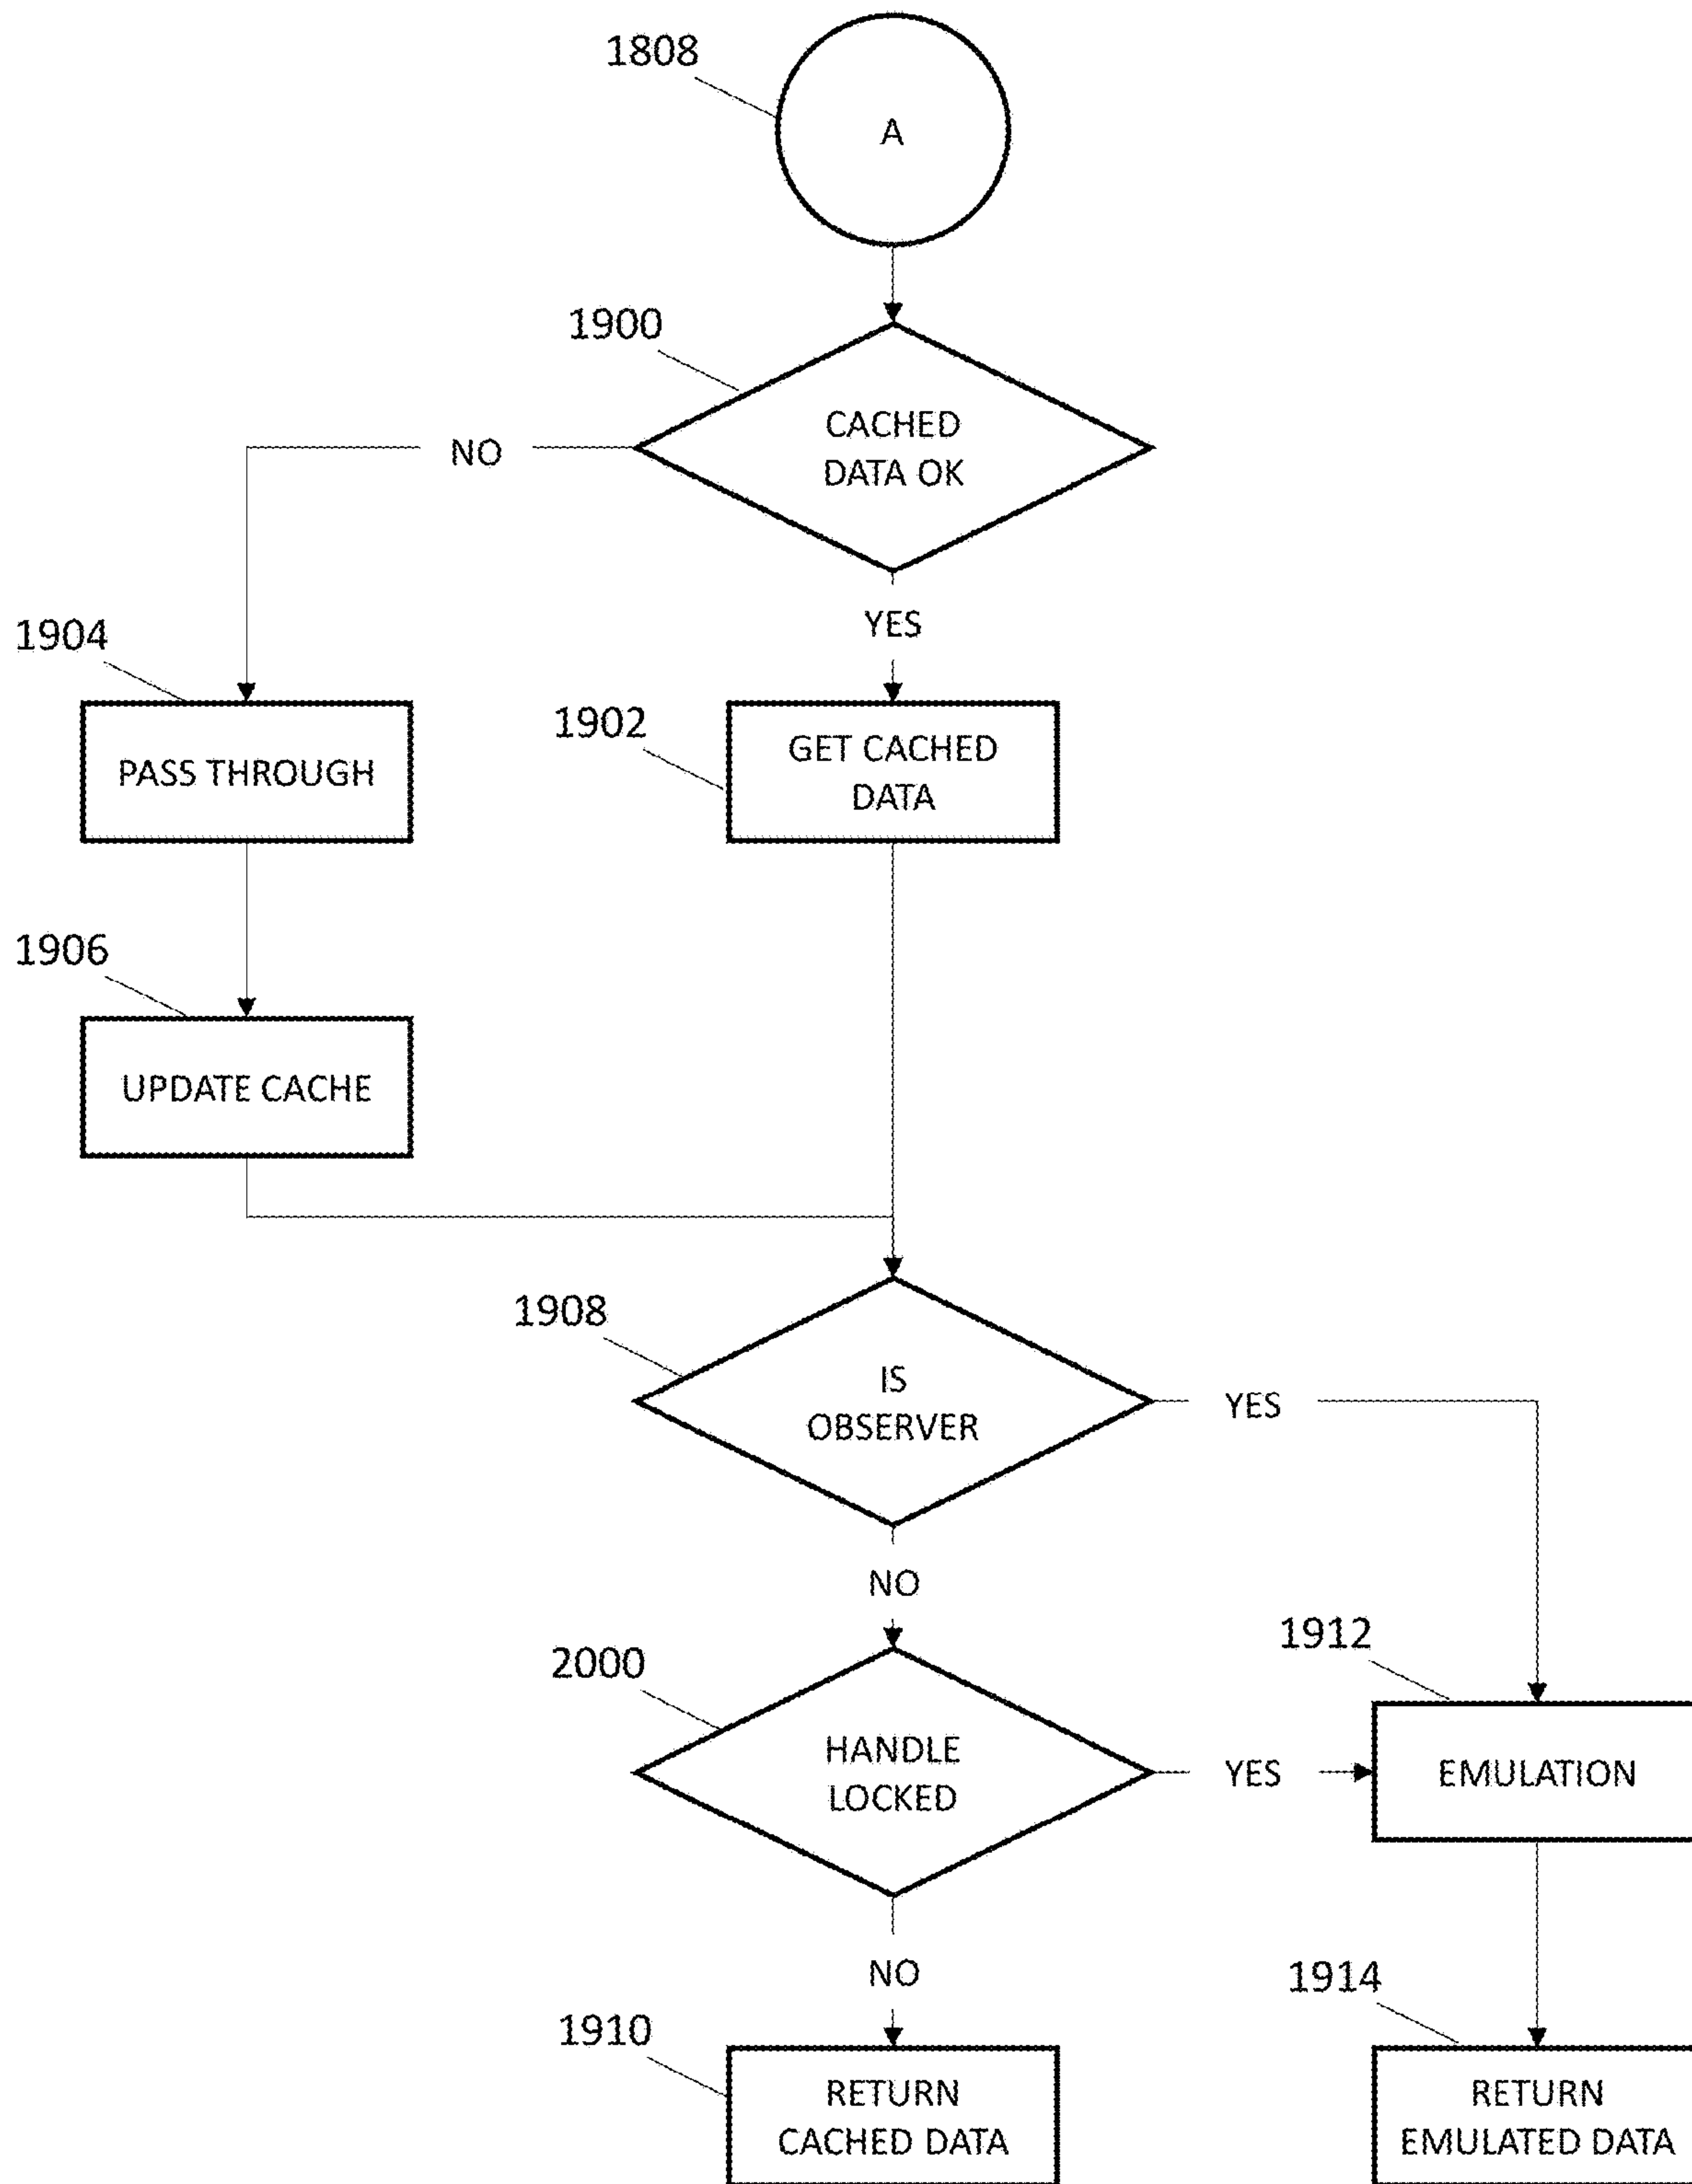 1808
A
1900
CACHED
DATA OK
NO
YES
1904
PASS THROUGH
1902
GET CACHED
DATA
1906
UPDATE CACHE
1908
IS
OBSERVER
YES
NO
2000
HANDLE
LOCKED
YES
1912
EMULATION
NO
1910
RETURN
CACHED DATA
1914
RETURN
EMULATED DATA